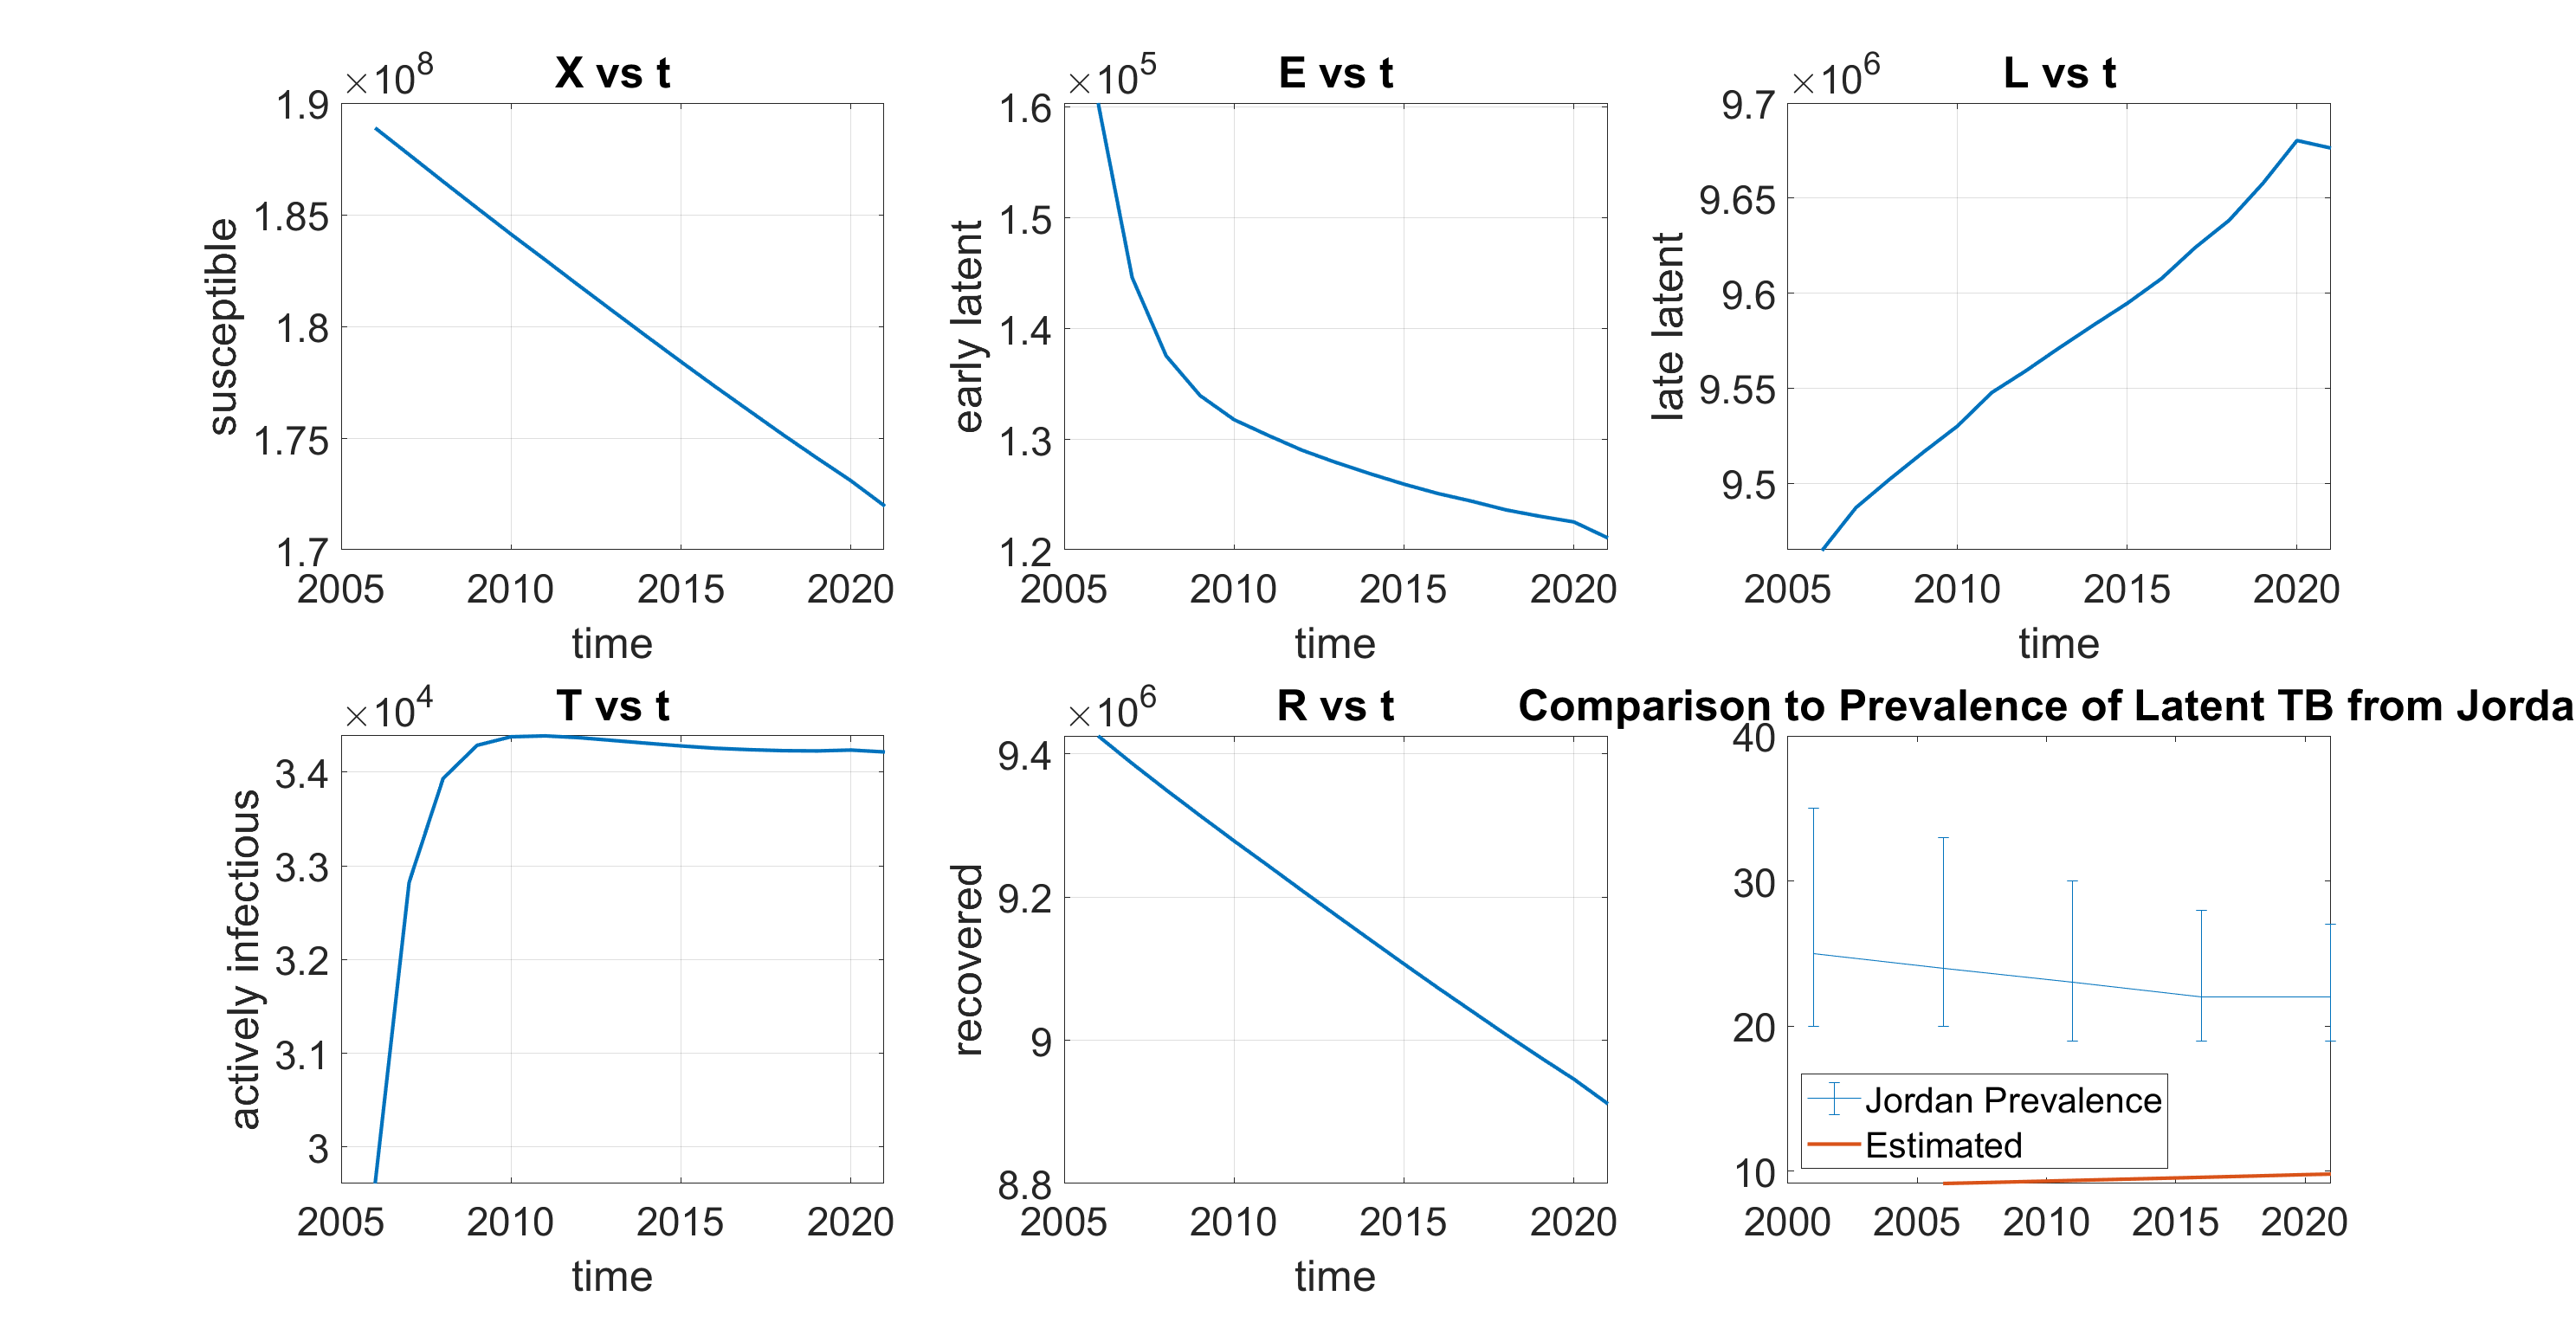 X vs t
×10^8
1.9
1.85
1.8
1.75
1.7
susceptible
2005 2010 2015 2020
time
E vs t
×10^5
1.6
1.5
1.4
1.3
1.2
early latent
2005 2010 2015 2020
time
L vs t
×10^6
9.7
9.65
9.6
9.55
9.5
late latent
2005 2010 2015 2020
time
T vs t
×10^4
3.4
3.3
3.2
3.1
3
actively infectious
2005 2010 2015 2020
time
R vs t
×10^6
9.4
9.2
9
8.8
recovered
2005 2010 2015 2020
time
Comparison to Prevalence of Latent TB from Jorda
40
30
20
10
Jordan Prevalence
Estimated
2000 2005 2010 2015 2020